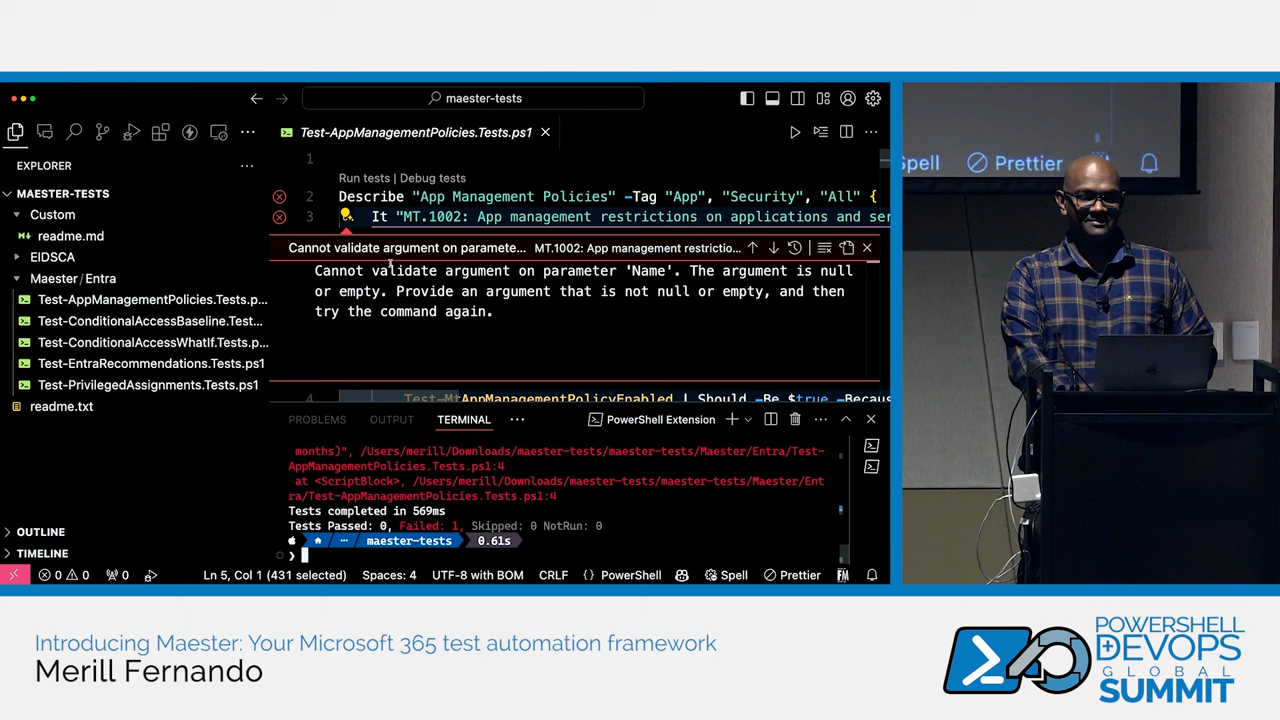 maester-tests
EXPLORER
MAESTER-TESTS
Custom
readme.md
EIDSCA
Maester/Entra
Test-AppManagementPolicies.Tests.p...
Test-ConditionalAccessBaseline.Test...
Test-ConditionalAccessWhatIf.Tests.p...
Test-EntraRecommendations.Tests.ps1
Test-PrivilegedAssignments.Tests.ps1
readme.txt
OUTLINE
TIMELINE
Test-AppManagementPolicies.Tests.ps1
1
Run tests | Debug tests
2 Describe "App Management Policies" -Tag "App", "Security", "All" {
3 It "MT.1002: App management restrictions on applications and ser
Cannot validate argument on paramete... MT.1002: App management restrictio...
Cannot validate argument on parameter 'Name'. The argument is null
or empty. Provide an argument that is not null or empty, and then
try the command again.
4 Test-MtAppManagementPolicyEnabled | Should -Be $true -Becaus
PROBLEMS OUTPUT TERMINAL ... PowerShell Extension
months)", /Users/merill/Downloads/maester-tests/maester-tests/Maester/Entra/Test-
AppManagementPolicies.Tests.ps1:4
at <ScriptBlock>, /Users/merill/Downloads/maester-tests/maester-tests/Maester/Ent
ra/Test-AppManagementPolicies.Tests.ps1:4
Tests completed in 569ms
Tests Passed: 0, Failed: 1, Skipped: 0 NotRun: 0
maester-tests 0.61s
0 0 0 Ln 5, Col 1 (431 selected) Spaces: 4 UTF-8 with BOM CRLF {} PowerShell Spell Prettier
Spell Prettier
Introducing Maester: Your Microsoft 365 test automation framework
Merill Fernando
POWERSHELL
DEVOPS
GLOBAL
SUMMIT